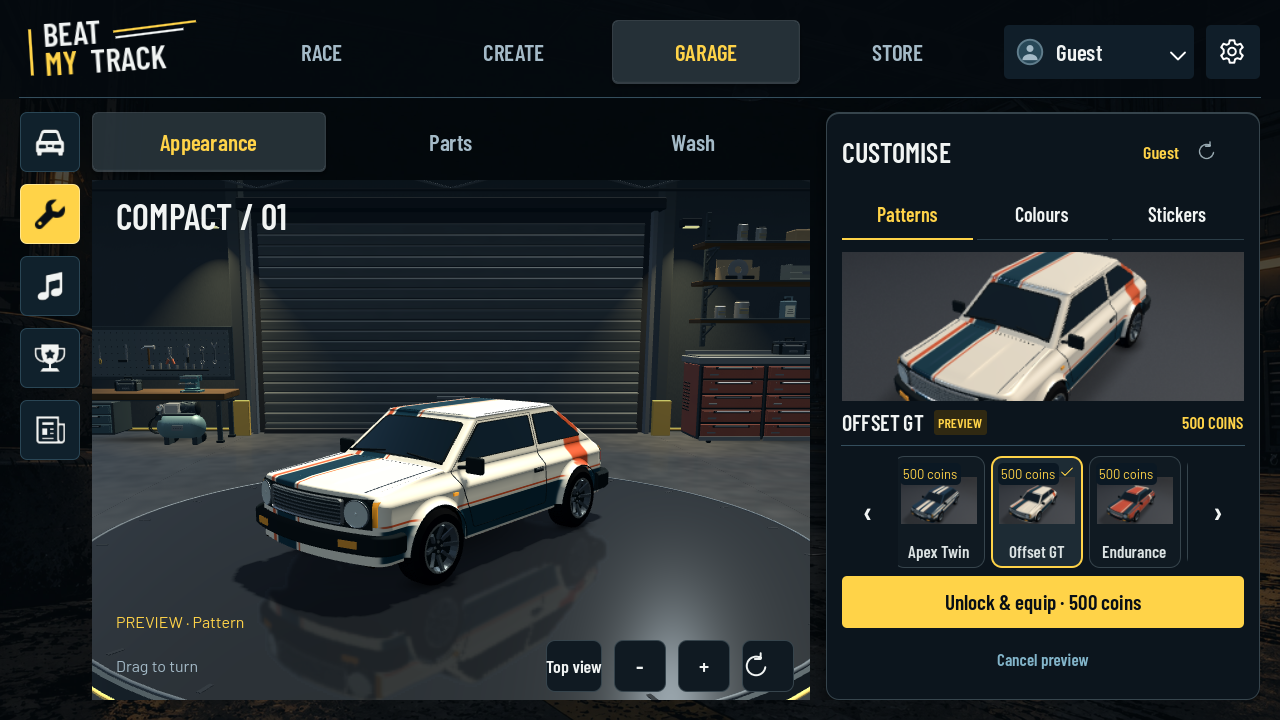 BEAT
MY TRACK
RACE
CREATE
GARAGE
STORE
Guest
Appearance
Parts
Wash
COMPACT / 01
PREVIEW · Pattern
Drag to turn
Top view
-
+
CUSTOMISE
Guest
Patterns
Colours
Stickers
OFFSET GT
PREVIEW
500 COINS
500 coins
Apex Twin
500 coins
Offset GT
500 coins
Endurance
Unlock & equip · 500 coins
Cancel preview